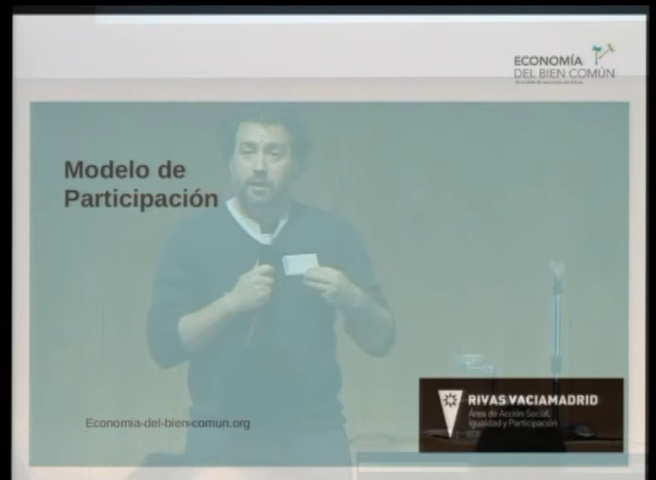 ECONOMÍA
DEL BIEN COMÚN
Modelo de
Participación
Economia-del-bien-comun.org
RIVAS VACIAMADRID
Área de Acción Social,
Igualdad y Participación